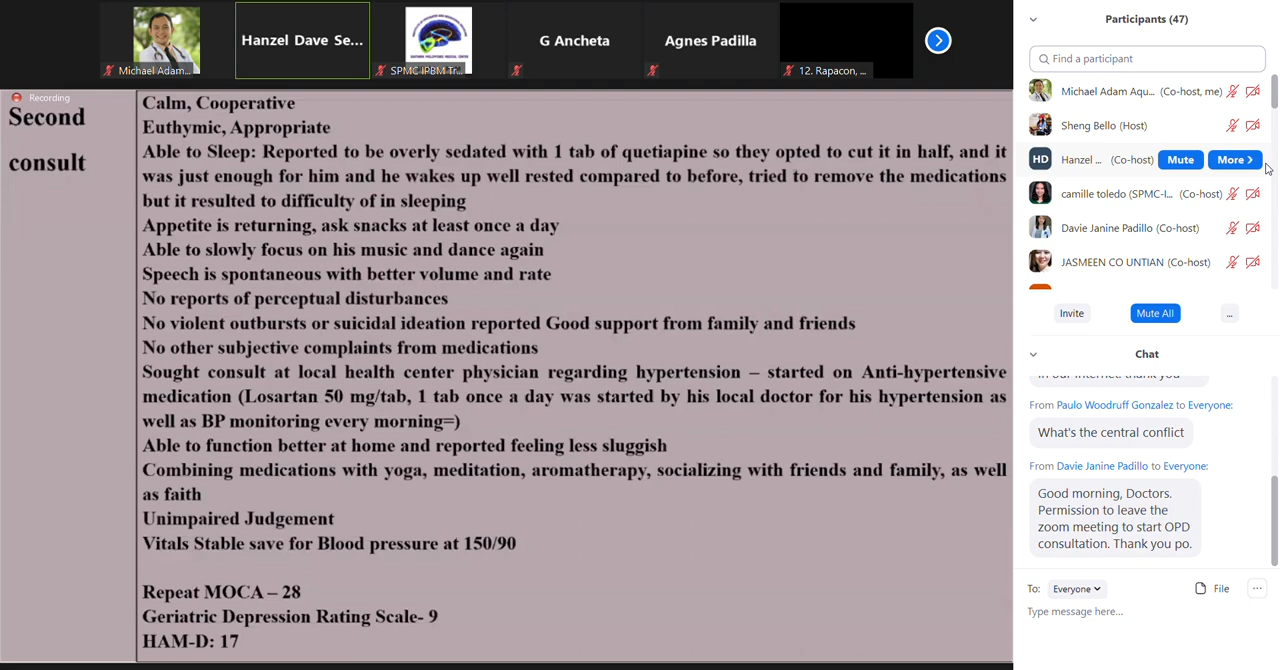 Michael Adam...
Hanzel Dave Se...
SPMC IPBM Tr...
G Ancheta
Agnes Padilla
12. Rapacon, ...
Recording
Second
consult
Calm, Cooperative
Euthymic, Appropriate
Able to Sleep: Reported to be overly sedated with 1 tab of quetiapine so they opted to cut it in half, and it
was just enough for him and he wakes up well rested compared to before, tried to remove the medications
but it resulted to difficulty of in sleeping
Appetite is returning, ask snacks at least once a day
Able to slowly focus on his music and dance again
Speech is spontaneous with better volume and rate
No reports of perceptual disturbances
No violent outbursts or suicidal ideation reported Good support from family and friends
No other subjective complaints from medications
Sought consult at local health center physician regarding hypertension – started on Anti-hypertensive
medication (Losartan 50 mg/tab, 1 tab once a day was started by his local doctor for his hypertension as
well as BP monitoring every morning=)
Able to function better at home and reported feeling less sluggish
Combining medications with yoga, meditation, aromatherapy, socializing with friends and family, as well
as faith
Unimpaired Judgement
Vitals Stable save for Blood pressure at 150/90
Repeat MOCA – 28
Geriatric Depression Rating Scale- 9
HAM-D: 17
Participants (47)
Find a participant
Michael Adam Aqu... (Co-host, me)
Sheng Bello (Host)
HD Hanzel ... (Co-host) Mute More >
camille toledo (SPMC-I... (Co-host)
Davie Janine Padillo (Co-host)
JASMEEN CO UNTIAN (Co-host)
Invite Mute All ...
Chat
From Paulo Woodruff Gonzalez to Everyone:
What's the central conflict
From Davie Janine Padillo to Everyone:
Good morning, Doctors.
Permission to leave the
zoom meeting to start OPD
consultation. Thank you po.
To: Everyone File ...
Type message here...